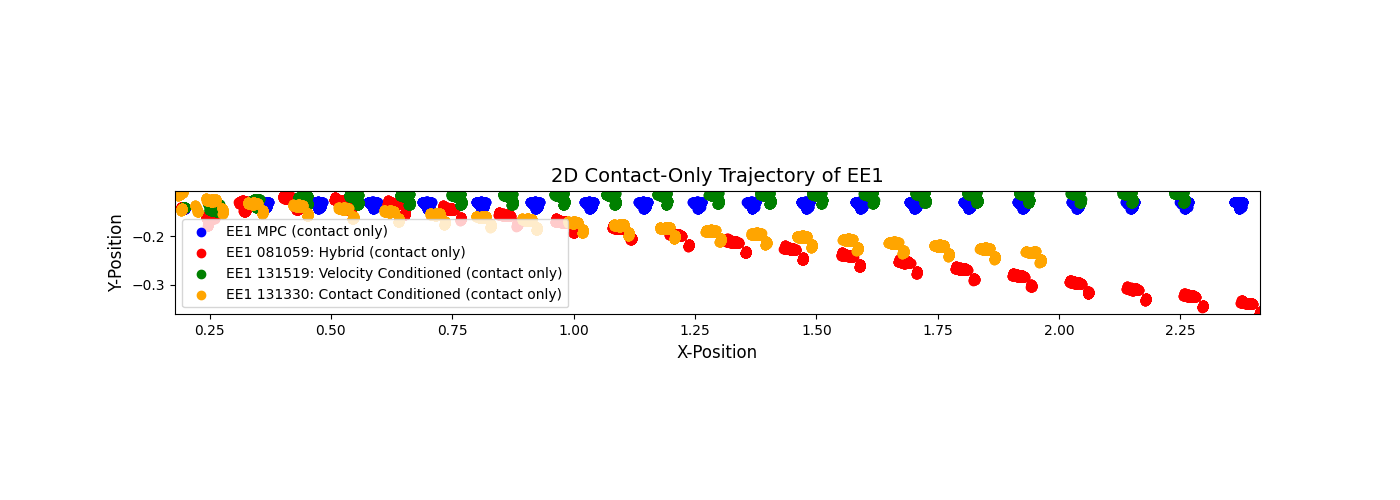 2D Contact-Only Trajectory of EE1
Y-Position
−0.2
−0.3
EE1 MPC (contact only)
EE1 081059: Hybrid (contact only)
EE1 131519: Velocity Conditioned (contact only)
EE1 131330: Contact Conditioned (contact only)
0.25 0.50 0.75 1.00 1.25 1.50 1.75 2.00 2.25
X-Position